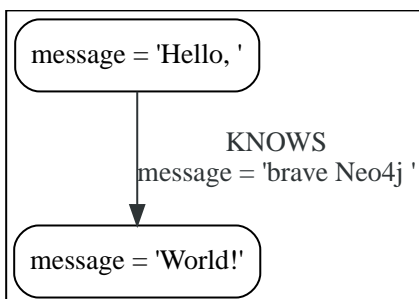 message = 'Hello, '
KNOWS
message = 'brave Neo4j '
message = 'World!'